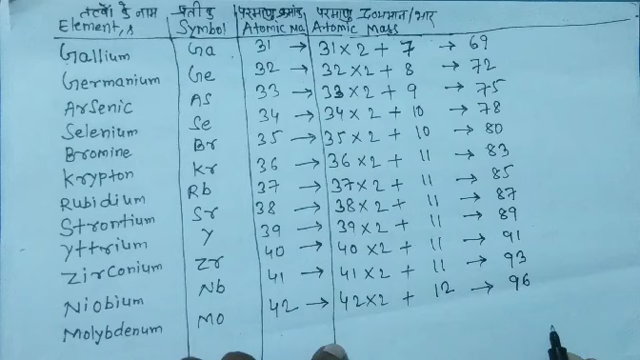 तत्वों के नाम प्रतीक परमाणु क्रमांक परमाणु द्रव्यमान/भार
Element,s Symbol Atomic No Atomic Mass
Gallium Ga 31 → 31×2 + 7 → 69
Germanium Ge 32 → 32×2 + 8 → 72
Arsenic As 33 → 33×2 + 9 → 75
Selenium Se 34 → 34×2 + 10 → 78
Bromine Br 35 → 35×2 + 10 → 80
Krypton Kr 36 → 36×2 + 11 → 83
Rubidium Rb 37 → 37×2 + 11 → 85
Strontium Sr 38 → 38×2 + 11 → 87
Yttrium Y 39 → 39×2 + 11 → 89
Zirconium Zr 40 → 40×2 + 11 → 91
Niobium Nb 41 → 41×2 + 11 → 93
Molybdenum Mo 42 → 42×2 + 12 → 96